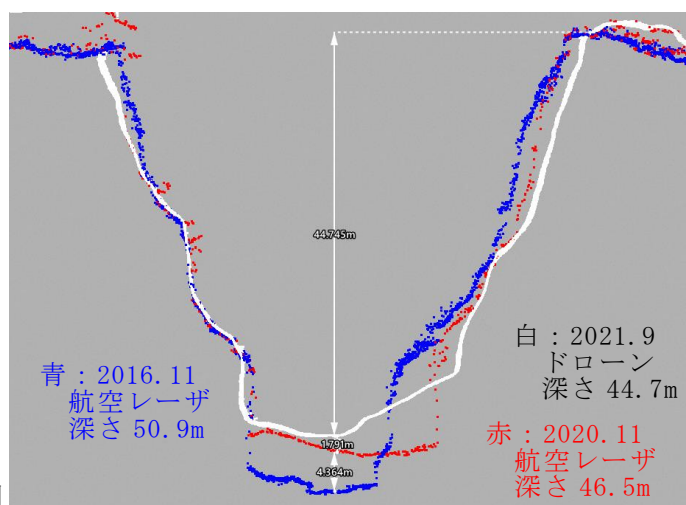 44.745m
白：2021.9
ドローン
深さ 44.7m
青：2016.11
航空レーザ
深さ 50.9m
1.791m
赤：2020.11
航空レーザ
深さ 46.5m
4.364m